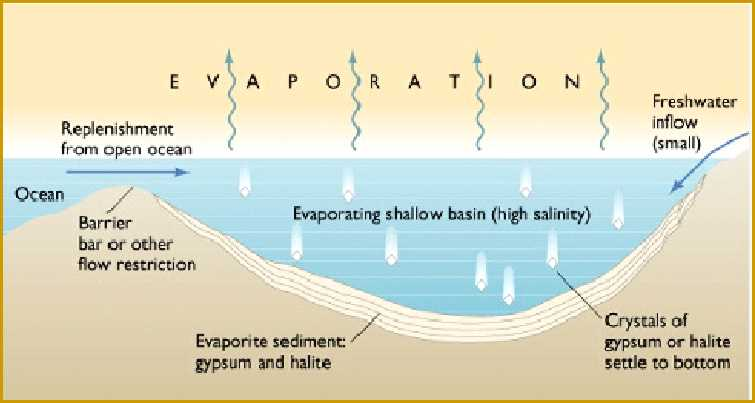 EVAPORATION
Freshwater
inflow
(small)
Replenishment
from open ocean
Ocean
Barrier
bar or other
flow restriction
Evaporating shallow basin (high salinity)
Evaporite sediment:
gypsum and halite
Crystals of
gypsum or halite
settle to bottom